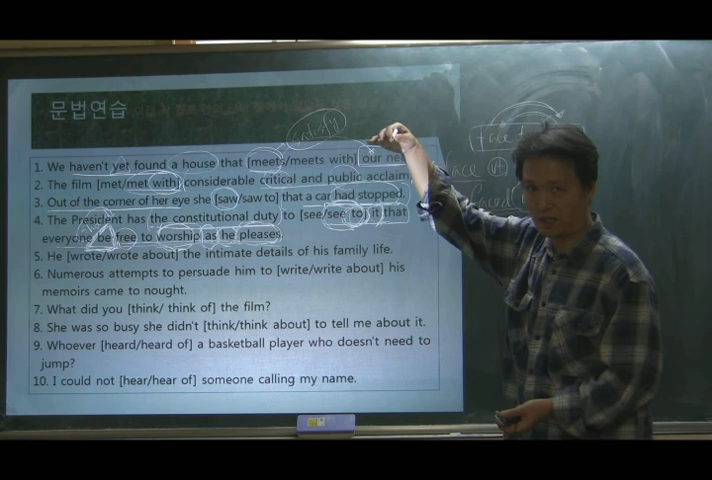 문법연습
satisfy
1. We haven't yet found a house that [meets/meets with] our
2. The film [met/met with] considerable critical and public acclaim
3. Out of the corner of her eye she [saw/saw to] that a car had stopped.
4. The President has the constitutional duty to [see/see to] it that
everyone be free to worship as he pleases.
5. He [wrote/wrote about] the intimate details of his family life.
6. Numerous attempts to persuade him to [write/write about] his
memoirs came to nought.
7. What did you [think/ think of] the film?
8. She was so busy she didn't [think/think about] to tell me about it.
9. Whoever [heard/heard of] a basketball player who doesn't need to
jump?
10. I could not [hear/hear of] someone calling my name.